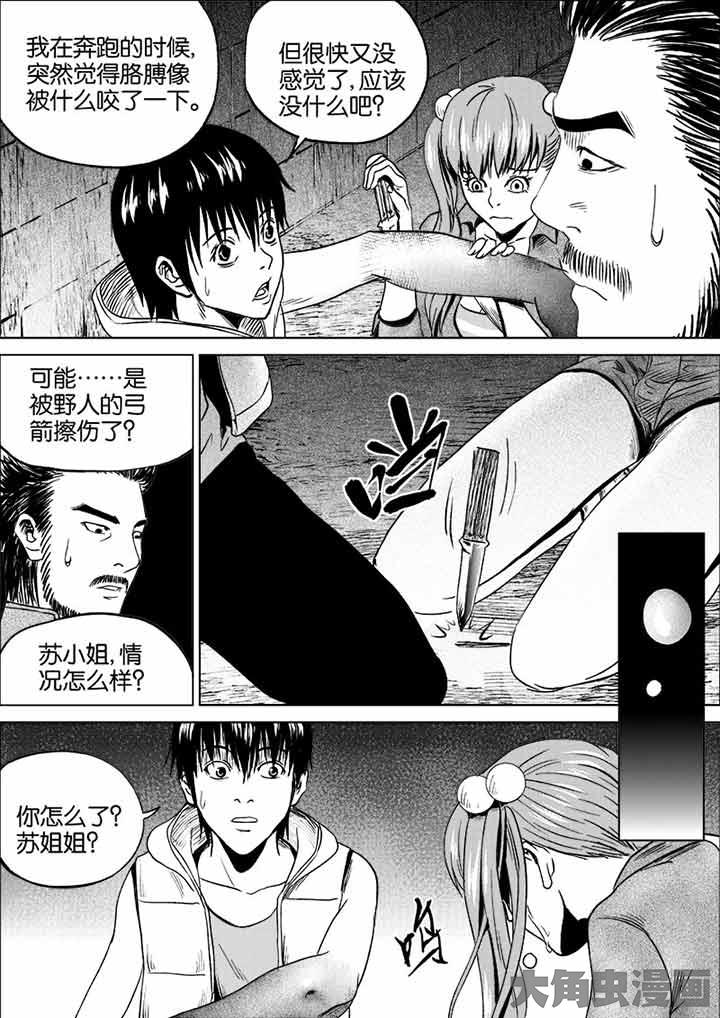 我在奔跑的时候,
突然觉得胳膊像
被什么咬了一下。
但很快又没
感觉了,应该
没什么吧?
可能……是
被野人的弓
箭擦伤了?
当
苏小姐,情
况怎么样?
你怎么了?
苏姐姐?
呜
大角虫漫画